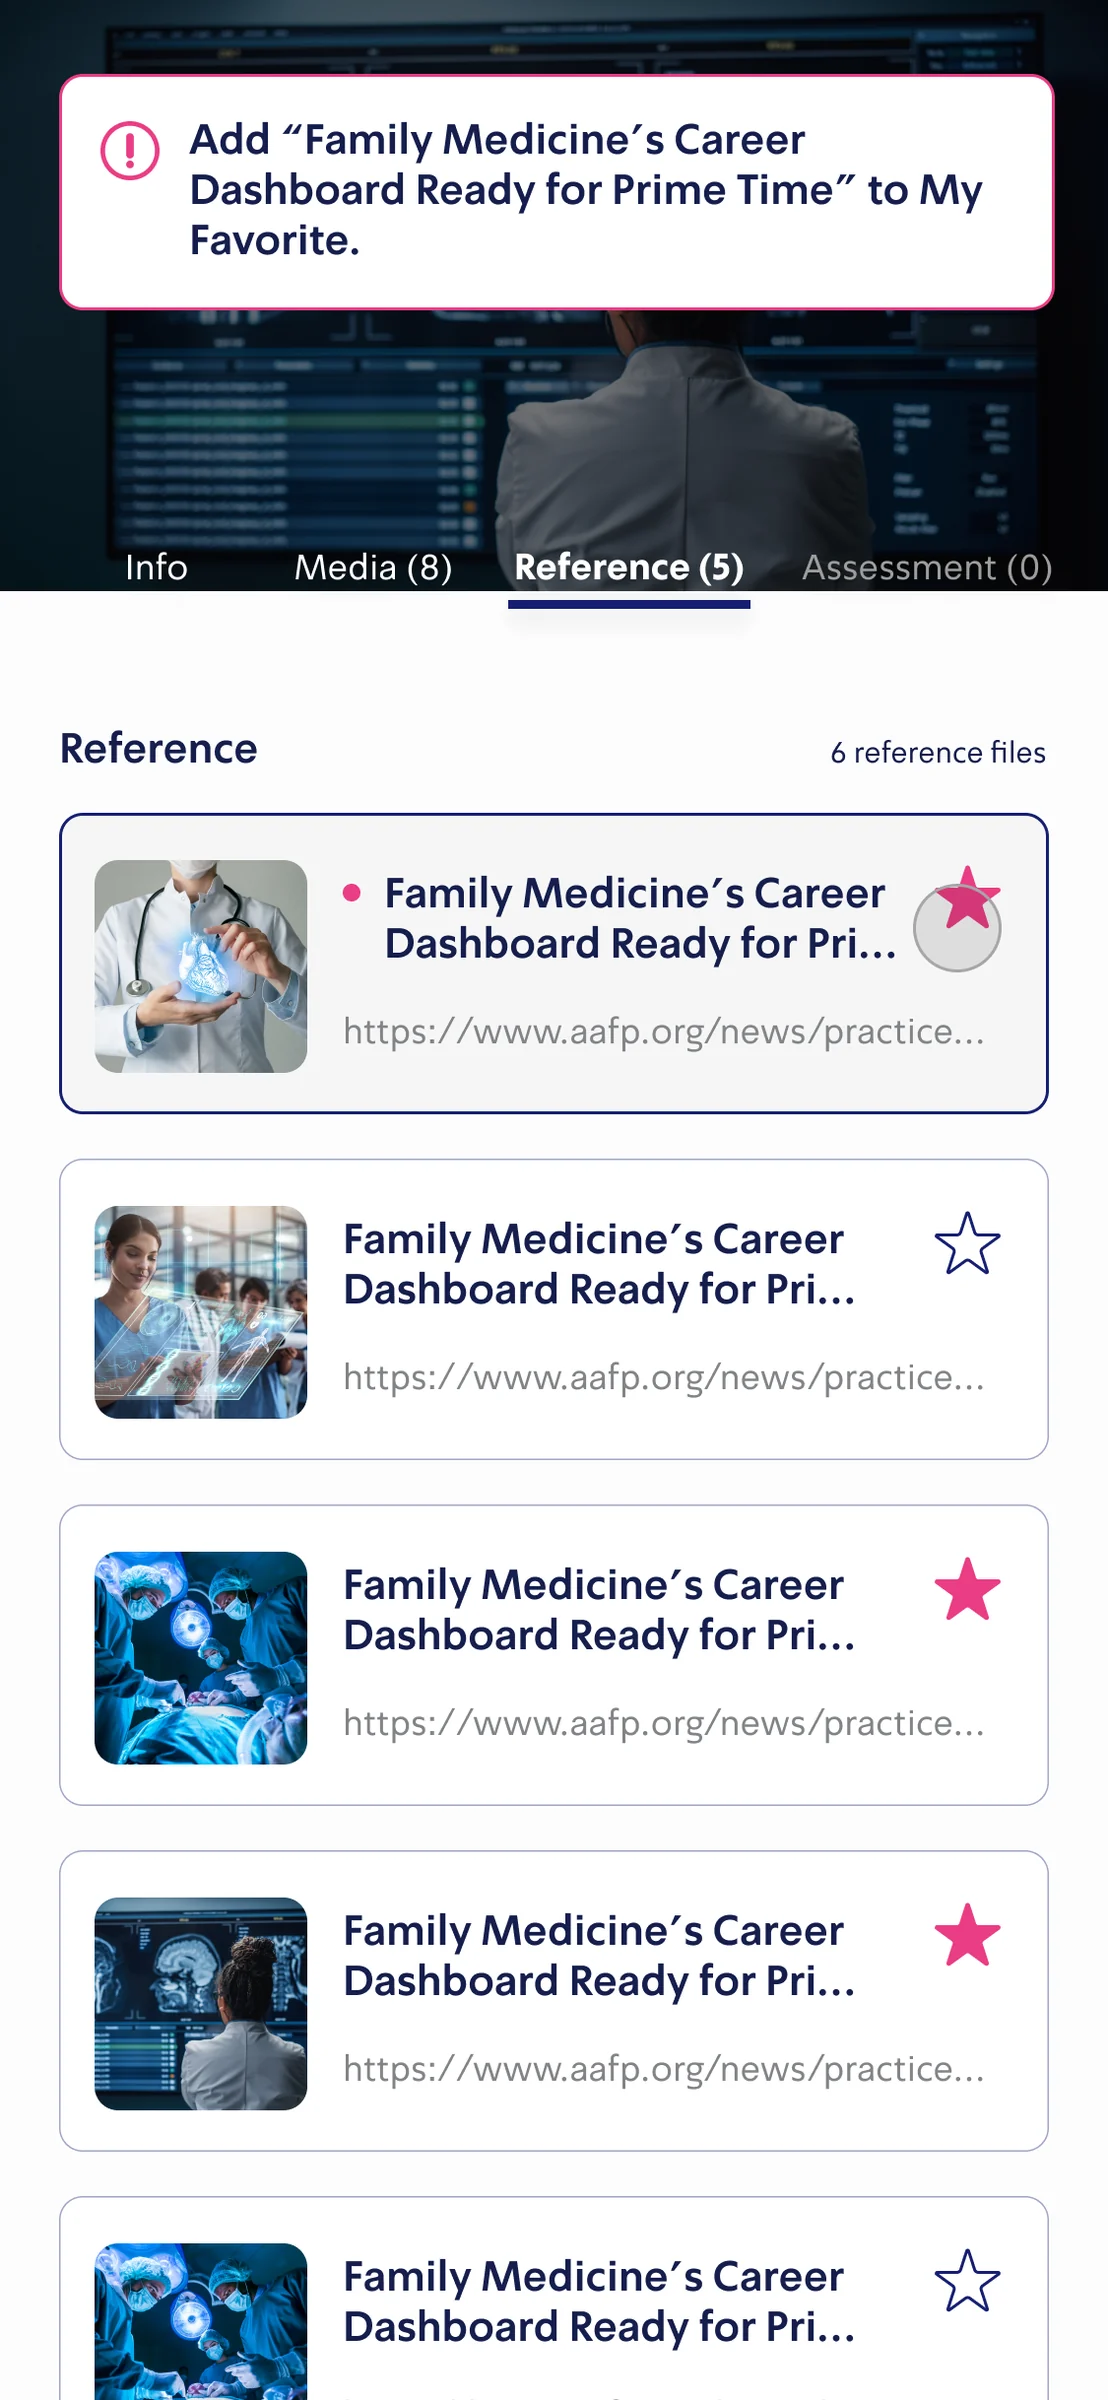 Add “Family Medicine′s Career
Dashboard Ready for Prime Time″ to My
Favorite.
Info
Media (8)
Reference (5)
Assessment (0)
Reference
6 reference files
Family Medicine′s Career
Dashboard Ready for Pri...
https://www.aafp.org/news/practice...
Family Medicine′s Career
Dashboard Ready for Pri...
https://www.aafp.org/news/practice...
Family Medicine′s Career
Dashboard Ready for Pri...
https://www.aafp.org/news/practice...
Family Medicine′s Career
Dashboard Ready for Pri...
https://www.aafp.org/news/practice...
Family Medicine′s Career
Dashboard Ready for Pri...